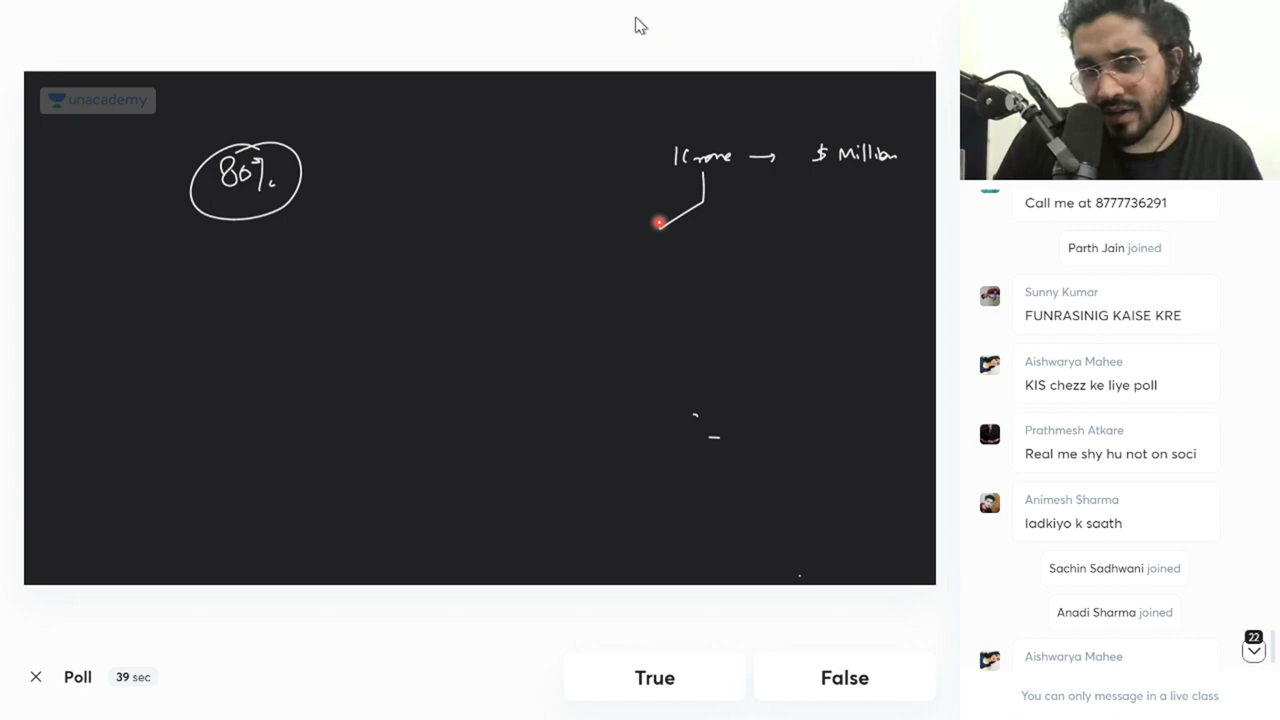 unacademy
80%
1 Crore → $ Million
Call me at 8777736291
Parth Jain joined
Sunny Kumar
FUNRASINIG KAISE KRE
Aishwarya Mahee
KIS chezz ke liye poll
Prathmesh Atkare
Real me shy hu not on soci
Animesh Sharma
ladkiyo k saath
Sachin Sadhwani joined
Anadi Sharma joined
22
Aishwarya Mahee
You can only message in a live class
Poll 39 sec
True
False